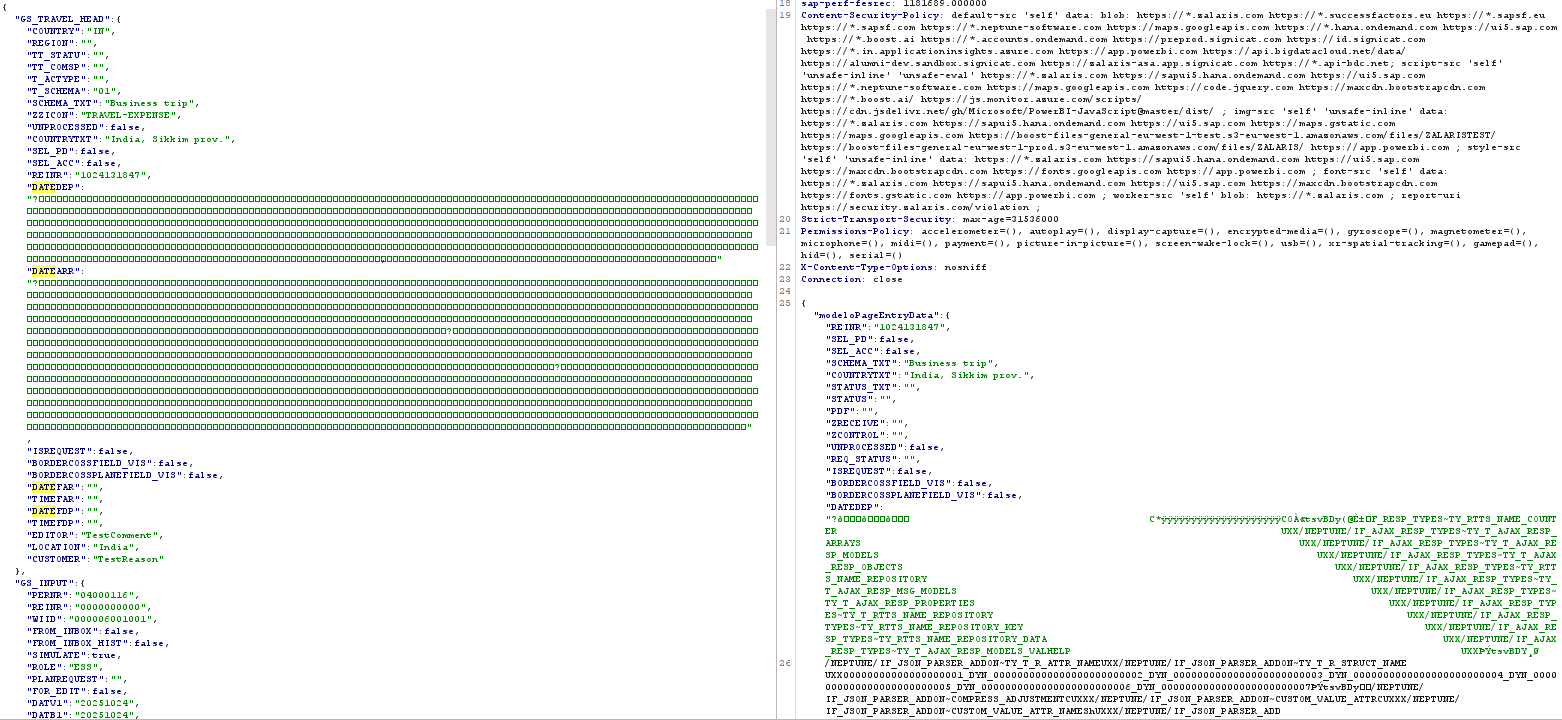 {
"GS_TRAVEL_HEAD":{
"COUNTRY":"IN",
"REGION":"",
"TT_STATU":"",
"TT_COMSP":"",
"T_ACTYPE":"",
"T_SCHEMA":"01",
"SCHEMA_TXT":"Business trip",
"ZZICON":"TRAVEL-EXPENSE",
"UNPROCESSED":false,
"COUNTRYTXT":"India, Sikkim prov.",
"SEL_PD":false,
"SEL_ACC":false,
"REINR":"1024131847",
"DATEDEP":
"?
"
"DATEARR":
"?
?
?
"
,
"ISREQUEST":false,
"BORDERCOSSFIELD_VIS":false,
"BORDERCOSSPLANEFIELD_VIS":false,
"DATEFAR":"",
"TIMEFAR":"",
"DATEFDP":"",
"TIMEFDP":"",
"EDITOR":"TestComment",
"LOCATION":"India",
"CUSTOMER":"TestReason"
},
"GS_INPUT":{
"PERNR":"04000116",
"REINR":"0000000000",
"WIID":"000006001001",
"FROM_INBOX":false,
"FROM_INBOX_HIST":false,
"SIMULATE":true,
"ROLE":"ESS",
"PLANREQUEST":"",
"FOR_EDIT":false,
"DATV1":"20251024",
"DATB1":"20251024",
18 sap-perf-fesrec: 1181689.000000
19 Content-Security-Policy: default-src 'self' data: blob: https://*.zalaris.com https://*.successfactors.eu https://*.sapsf.eu
https://*.sapsf.com https://*.neptune-software.com https://maps.googleapis.com https://*.hana.ondemand.com https://ui5.sap.com
https://*.boost.ai https://*.accounts.ondemand.com https://preprod.signicat.com https://id.signicat.com
https://*.in.applicationinsights.azure.com https://app.powerbi.com https://api.bigdatacloud.net/data/
https://alumni-dev.sandbox.signicat.com https://zalaris-asa.app.signicat.com https://*.api-bdc.net; script-src 'self'
'unsafe-inline' 'unsafe-eval' https://*.zalaris.com https://sapui5.hana.ondemand.com https://ui5.sap.com
https://*.neptune-software.com https://maps.googleapis.com https://code.jquery.com https://maxcdn.bootstrapcdn.com
https://*.boost.ai/ https://js.monitor.azure.com/scripts/
https://cdn.jsdelivr.net/gh/Microsoft/PowerBI-JavaScript@master/dist/ ; img-src 'self' 'unsafe-inline' data:
https://*.zalaris.com https://sapui5.hana.ondemand.com https://ui5.sap.com https://maps.gstatic.com
https://maps.googleapis.com https://boost-files-general-eu-west-1-test.s3-eu-west-1.amazonaws.com/files/ZALARISTEST/
https://boost-files-general-eu-west-1-prod.s3-eu-west-1.amazonaws.com/files/ZALARIS/ https://app.powerbi.com ; style-src
'self' 'unsafe-inline' data: https://*.zalaris.com https://sapui5.hana.ondemand.com https://ui5.sap.com
https://maxcdn.bootstrapcdn.com https://fonts.googleapis.com https://app.powerbi.com ; font-src 'self' data:
https://*.zalaris.com https://sapui5.hana.ondemand.com https://ui5.sap.com https://maxcdn.bootstrapcdn.com
https://fonts.gstatic.com https://app.powerbi.com ; worker-src 'self' blob: https://*.zalaris.com ; report-uri
https://security.zalaris.com/violation ;
20 Strict-Transport-Security: max-age=31536000
21 Permissions-Policy: accelerometer=(), autoplay=(), display-capture=(), encrypted-media=(), gyroscope=(), magnetometer=(),
microphone=(), midi=(), payment=(), picture-in-picture=(), screen-wake-lock=(), usb=(), xr-spatial-tracking=(), gamepad=(),
hid=(), serial=()
22 X-Content-Type-Options: nosniff
23 Connection: close
24
25 {
"modeloPageEntryData":{
"REINR":"1024131847",
"SEL_PD":false,
"SEL_ACC":false,
"SCHEMA_TXT":"Business trip",
"COUNTRYTXT":"India, Sikkim prov.",
"STATUS_TXT":"",
"STATUS":"",
"PDF":"",
"ZRECEIVE":"",
"ZCONTROL":"",
"UNPROCESSED":false,
"REQ_STATUS":"",
"ISREQUEST":false,
"BORDERCOSSFIELD_VIS":false,
"BORDERCOSSPLANEFIELD_VIS":false,
"DATEDEP":
F_RESP_TYPES~TY_RTTS_NAME_COUNT
ER UXX/NEPTUNE/IF_AJAX_RESP_TYPES~TY_T_AJAX_RESP_
ARRAYS UXX/NEPTUNE/IF_AJAX_RESP_TYPES~TY_T_AJAX_RE
SP_MODELS UXX/NEPTUNE/IF_AJAX_RESP_TYPES~TY_T_AJAX
_RESP_OBJECTS UXX/NEPTUNE/IF_AJAX_RESP_TYPES~TY_RTT
S_NAME_REPOSITORY UXX/NEPTUNE/IF_AJAX_RESP_TYPES~TY_
T_AJAX_RESP_MSG_MODELS UXX/NEPTUNE/IF_AJAX_RESP_TYPES~
TY_T_AJAX_RESP_PROPERTIES UXX/NEPTUNE/IF_AJAX_RESP_TYP
ES~TY_RTTS_NAME_REPOSITORY UXX/NEPTUNE/IF_AJAX_RESP_
TYPES~TY_RTTS_NAME_REPOSITORY_KEY UXX/NEPTUNE/IF_AJAX_RE
SP_TYPES~TY_RTTS_NAME_REPOSITORY_DATA UXX/NEPTUNE/IF_AJAX
_RESP_TYPES~TY_T_AJAX_RESP_MODELS_VALHELP
26 /NEPTUNE/IF_JSON_PARSER_ADDON~TY_T_R_ATTR_NAMEUXX/NEPTUNE/IF_JSON_PARSER_ADDON~TY_T_R_STRUCT_NAME
IF_JSON_PARSER_ADDON~COMPRESS_ADJUSTMENTCUXX/NEPTUNE/IF_JSON_PARSER_ADDON~CUSTOM_VALUE_ATTRCUXX/NEPTUNE/
IF_JSON_PARSER_ADDON~CUSTOM_VALUE_ATTR_NAMEShUXXX/NEPTUNE/IF_JSON_PARSER_ADD